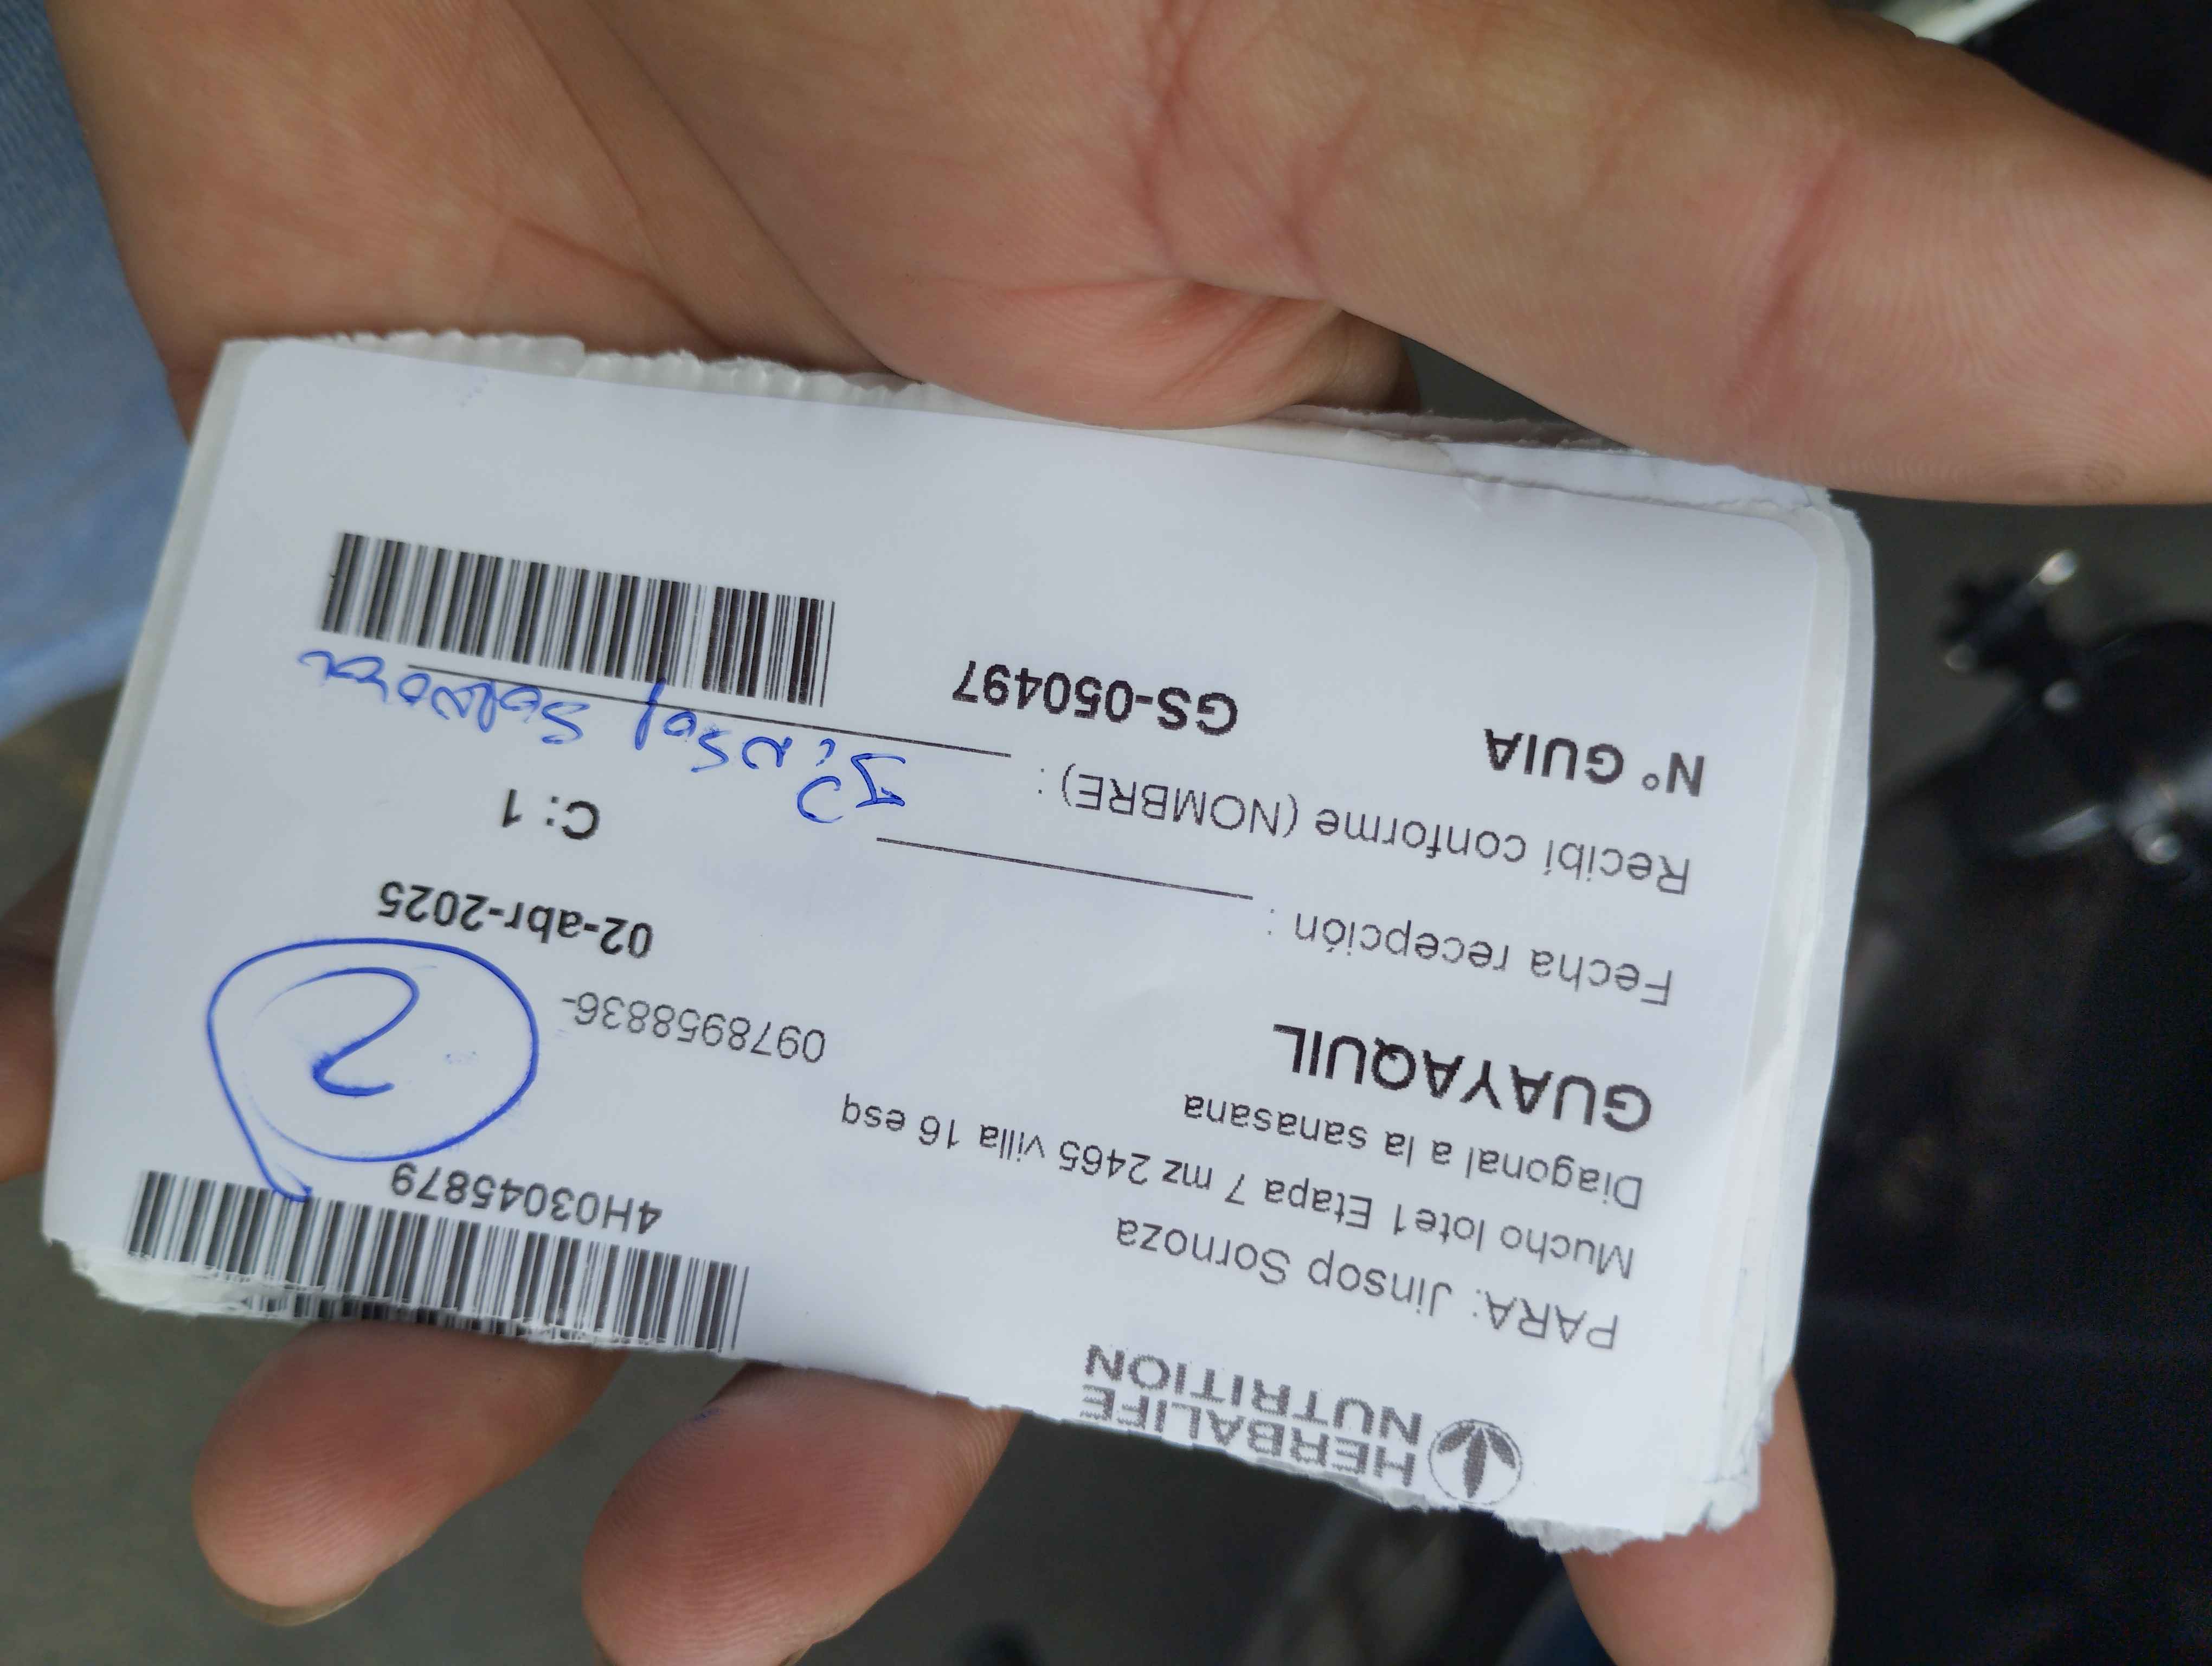 HERBALIFE
NUTRITION
PARA: Jinsop Sornoza
4H03045879
Mucho lote1 Etapa 7 mz 2465 villa 16 esq
Diagonal a la sanasana
2
GUAYAQUIL
0978958836-
Fecha recepción :
02-abr-2025
Recibí conforme (NOMBRE) :
C: 1
N° GUIA
GS-050497